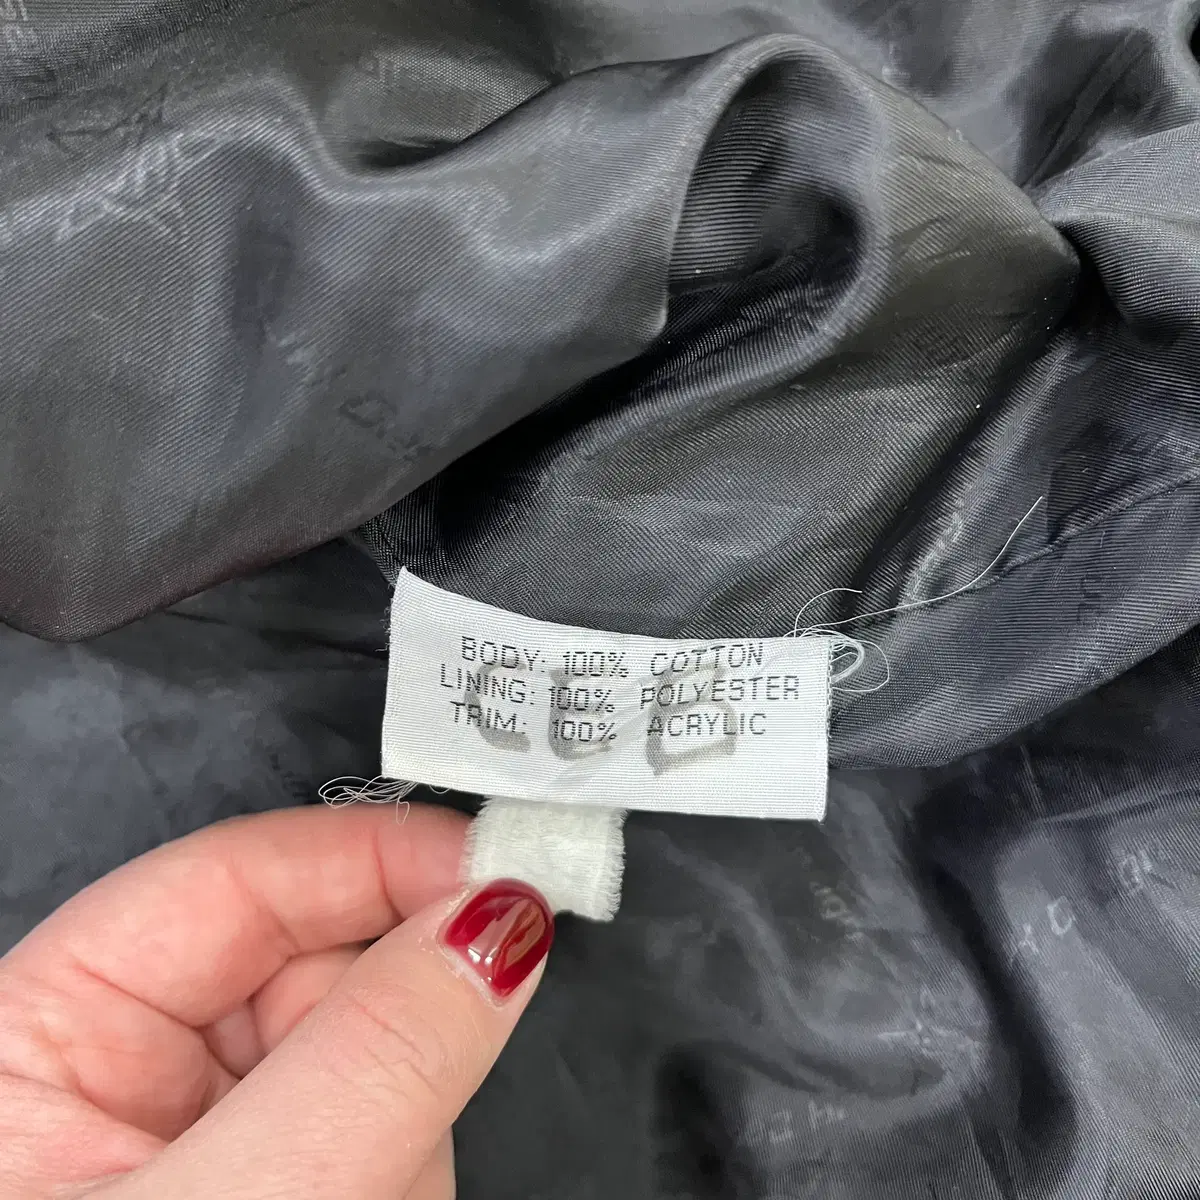 BODY: 100% COTTON
LINING: 100% POLYESTER
TRIM: 100% ACRYLIC